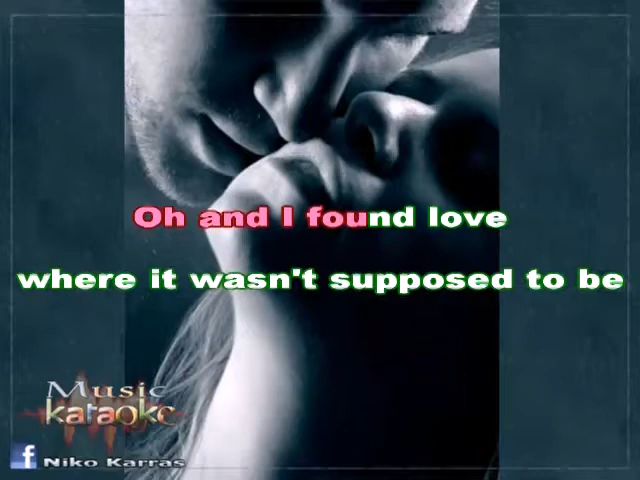 Oh and I found love
where it wasn't supposed to be
Music
karaoke
f Niko Karras